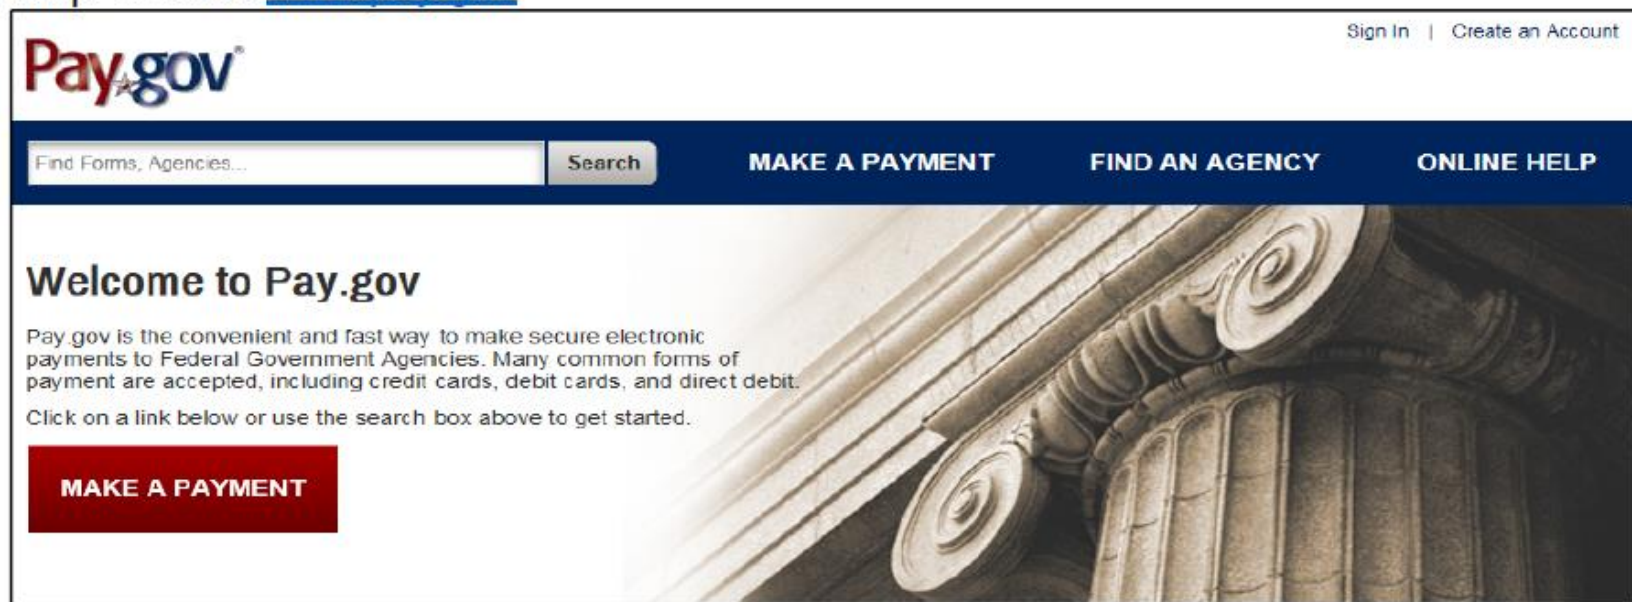 Sign In | Create an Account
Pay.gov®
Find Forms, Agencies...
Search
MAKE A PAYMENT
FIND AN AGENCY
ONLINE HELP
Welcome to Pay.gov
Pay.gov is the convenient and fast way to make secure electronic
payments to Federal Government Agencies. Many common forms of
payment are accepted, including credit cards, debit cards, and direct debit.
Click on a link below or use the search box above to get started.
MAKE A PAYMENT